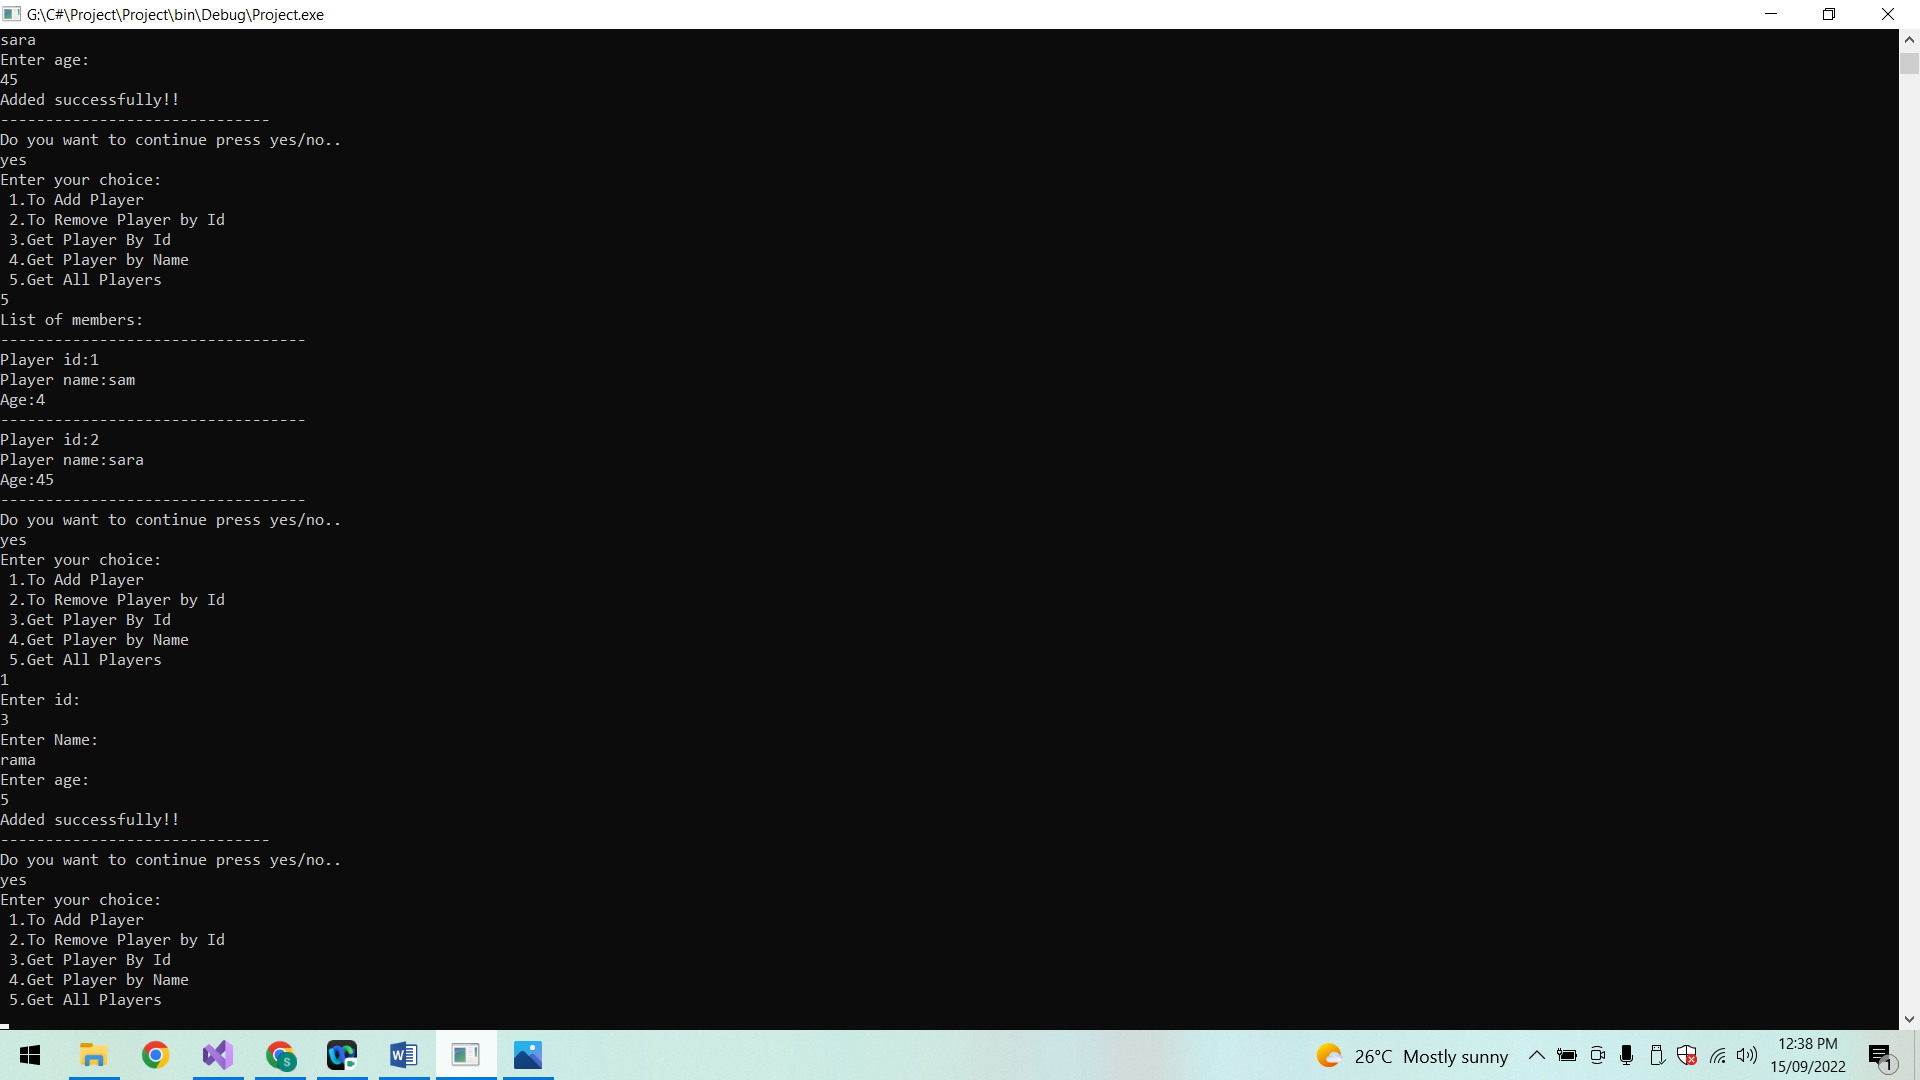 G:\C#\Project\Project\bin\Debug\Project.exe
sara
Enter age:
45
Added successfully!!
------------------------------
Do you want to continue press yes/no..
yes
Enter your choice:
1.To Add Player
2.To Remove Player by Id
3.Get Player By Id
4.Get Player by Name
5.Get All Players
5
List of members:
----------------------------------
Player id:1
Player name:sam
Age:4
----------------------------------
Player id:2
Player name:sara
Age:45
----------------------------------
Do you want to continue press yes/no..
yes
Enter your choice:
1.To Add Player
2.To Remove Player by Id
3.Get Player By Id
4.Get Player by Name
5.Get All Players
1
Enter id:
3
Enter Name:
rama
Enter age:
5
Added successfully!!
------------------------------
Do you want to continue press yes/no..
yes
Enter your choice:
1.To Add Player
2.To Remove Player by Id
3.Get Player By Id
4.Get Player by Name
5.Get All Players
26°C Mostly sunny
12:38 PM
15/09/2022
1